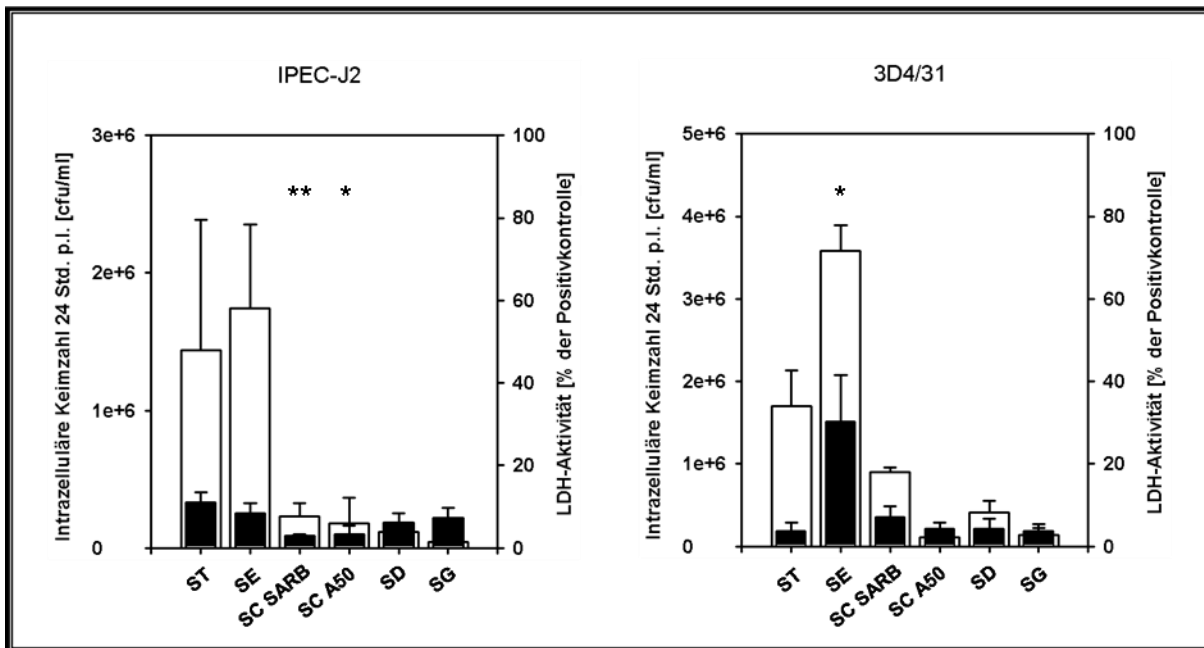 IPEC-J2
Intrazelluläre Keimzahl 24 Std. p.I. [cfu/ml]
3e+6
2e+6
1e+6
0
** *
100
80
60
40
20
0
LDH-Aktivität [% der Positivkontrolle]
ST SE SC SARB SC A50 SD SG
3D4/31
Intrazelluläre Keimzahl 24 Std. p.I. [cfu/ml]
5e+6
4e+6
3e+6
2e+6
1e+6
0
*
100
80
60
40
20
0
LDH-Aktivität [% der Positivkontrolle]
ST SE SC SARB SC A50 SD SG